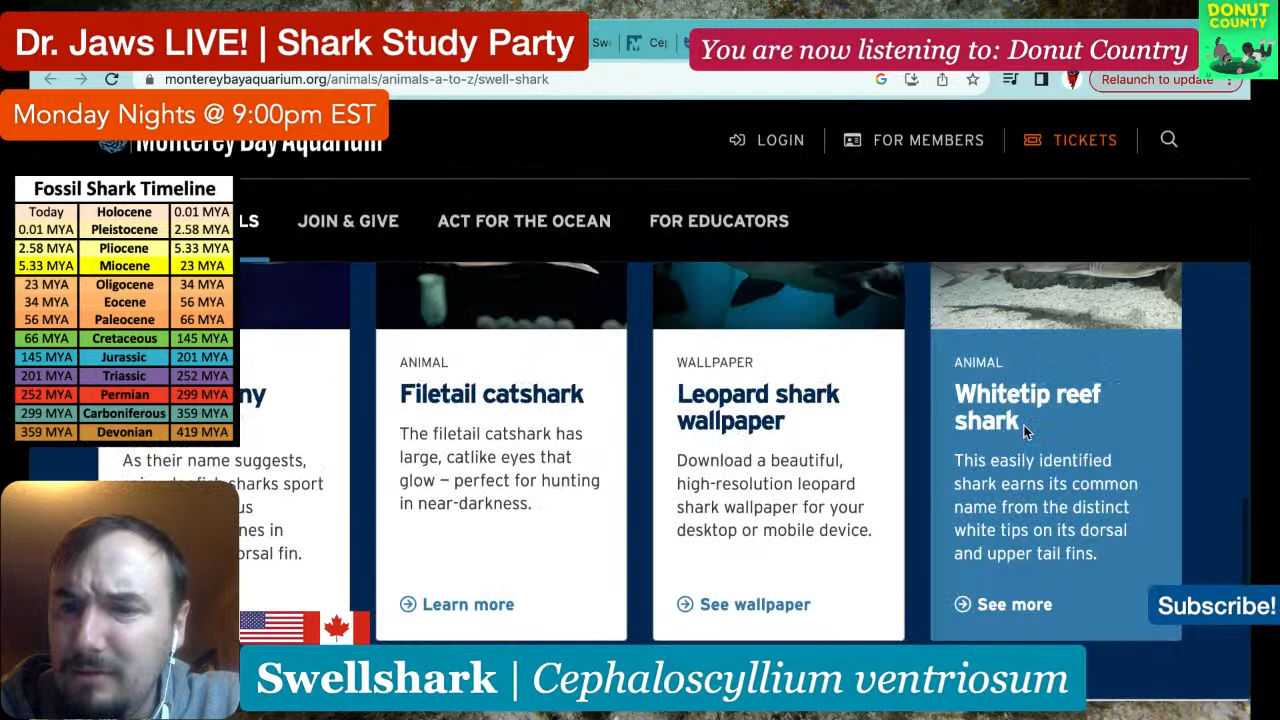 Dr. Jaws LIVE! | Shark Study Party
You are now listening to: Donut Country
DONUT
COUNTY
montereybayaquarium.org/animals/animals-a-to-z/swell-shark
Relaunch to update
Monday Nights @ 9:00pm EST
Monterey Bay Aquarium
LOGIN
FOR MEMBERS
TICKETS
Fossil Shark Timeline
Today Holocene 0.01 MYA
0.01 MYA Pleistocene 2.58 MYA
2.58 MYA Pliocene 5.33 MYA
5.33 MYA Miocene 23 MYA
23 MYA Oligocene 34 MYA
34 MYA Eocene 56 MYA
56 MYA Paleocene 66 MYA
66 MYA Cretaceous 145 MYA
145 MYA Jurassic 201 MYA
201 MYA Triassic 252 MYA
252 MYA Permian 299 MYA
299 MYA Carboniferous 359 MYA
359 MYA Devonian 419 MYA
LS
JOIN & GIVE
ACT FOR THE OCEAN
FOR EDUCATORS
ny
As their name suggests,
sharks sport
us
nes in
orsal fin.
ANIMAL
Filetail catshark
The filetail catshark has
large, catlike eyes that
glow – perfect for hunting
in near-darkness.
Learn more
WALLPAPER
Leopard shark
wallpaper
Download a beautiful,
high-resolution leopard
shark wallpaper for your
desktop or mobile device.
See wallpaper
ANIMAL
Whitetip reef
shark
This easily identified
shark earns its common
name from the distinct
white tips on its dorsal
and upper tail fins.
See more
Subscribe!
Swellshark | Cephaloscyllium ventriosum